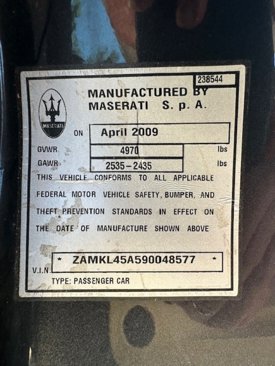 238544
MANUFACTURED BY
MASERATI S. p. A.
MASERATI
ON April 2009
GVWR 4970 lbs
GAWR 2535-2435 lbs
THIS VEHICLE CONFORMS TO ALL APPLICABLE
FEDERAL MOTOR VEHICLE SAFETY, BUMPER, AND
THEFT PREVENTION STANDARDS IN EFFECT ON
THE DATE OF MANUFACTURE SHOWN ABOVE
V.I.N * ZAMKL45A590048577 *
TYPE: PASSENGER CAR